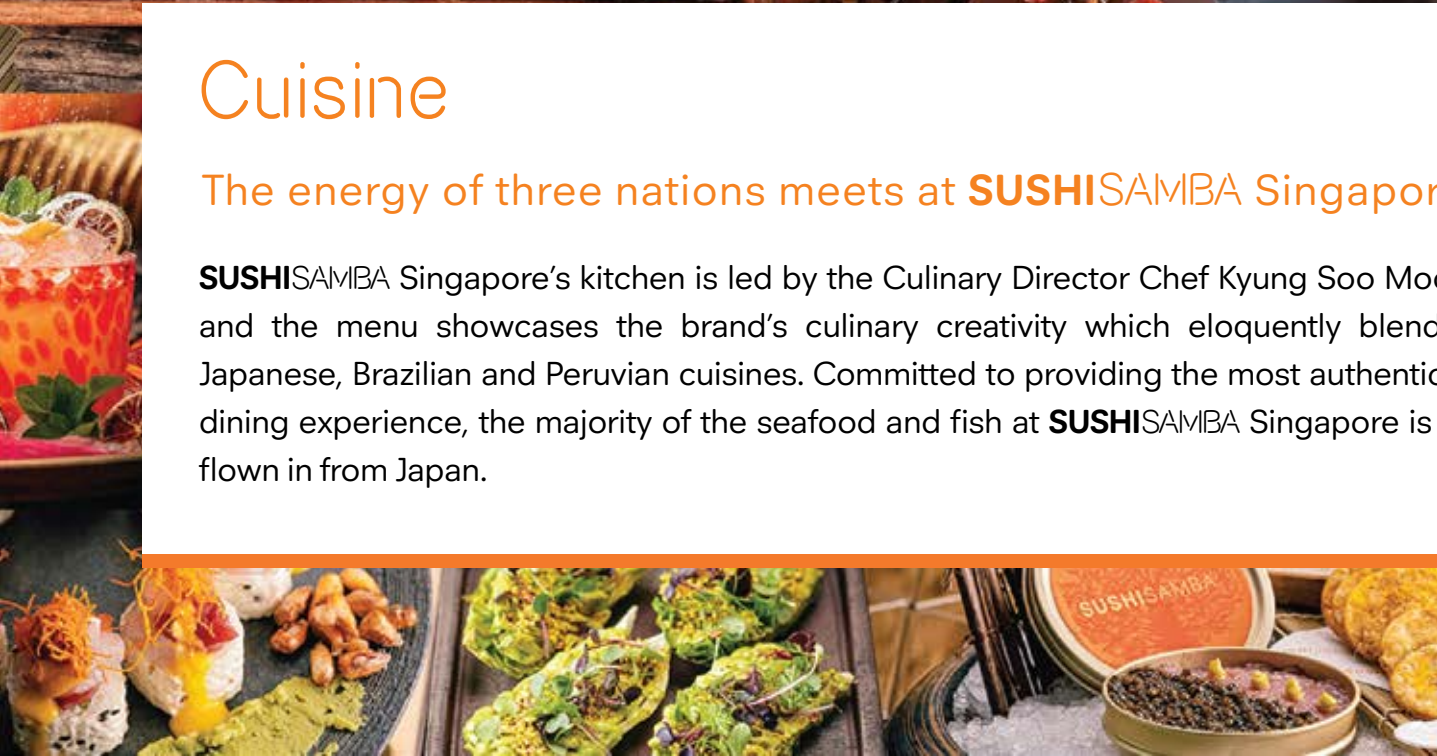 Cuisine
The energy of three nations meets at SUSHISAMBA Singapor
SUSHISAMBA Singapore’s kitchen is led by the Culinary Director Chef Kyung Soo Moo
and the menu showcases the brand’s culinary creativity which eloquently blend
Japanese, Brazilian and Peruvian cuisines. Committed to providing the most authentic
dining experience, the majority of the seafood and fish at SUSHISAMBA Singapore is
flown in from Japan.
SUSHISAMBA